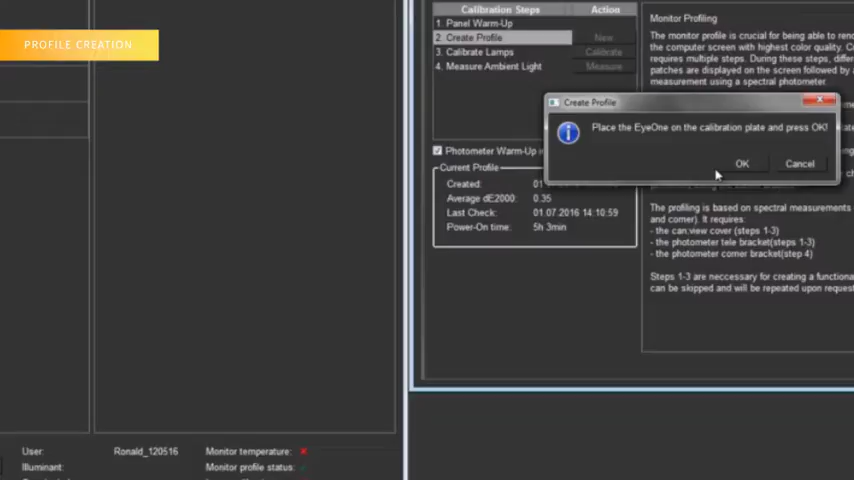 PROFILE CREATION
Calibration Steps
Action
1. Panel Warm-Up
2. Create Profile
New
3. Calibrate Lamps
Calibrate
4. Measure Ambient Light
Measure
Photometer Warm-Up
Current Profile
Created:
01
Average dE2000:
0.35
Last Check:
01.07.2016 14:10:59
Power-On time:
5h 3min
Monitor Profiling
The monitor profile is crucial for being able to
the computer screen with highest color quality.
requires multiple steps. During these steps,
patches are displayed on the screen followed by
measurement using a spectral photometer
Create Profile
Place the EyeOne on the calibration plate and press OK!
OK
Cancel
The profiling is based on spectral measurements
and corner). It requires:
- the can:view cover (steps 1-3)
- the photometer tele bracket(steps 1-3)
- the photometer corner bracket(step 4)
Steps 1-3 are neccessary for creating a
can be skipped and will be repeated upon
User:
Ronald_120516
Monitor temperature:
Illuminant:
Monitor profile status: